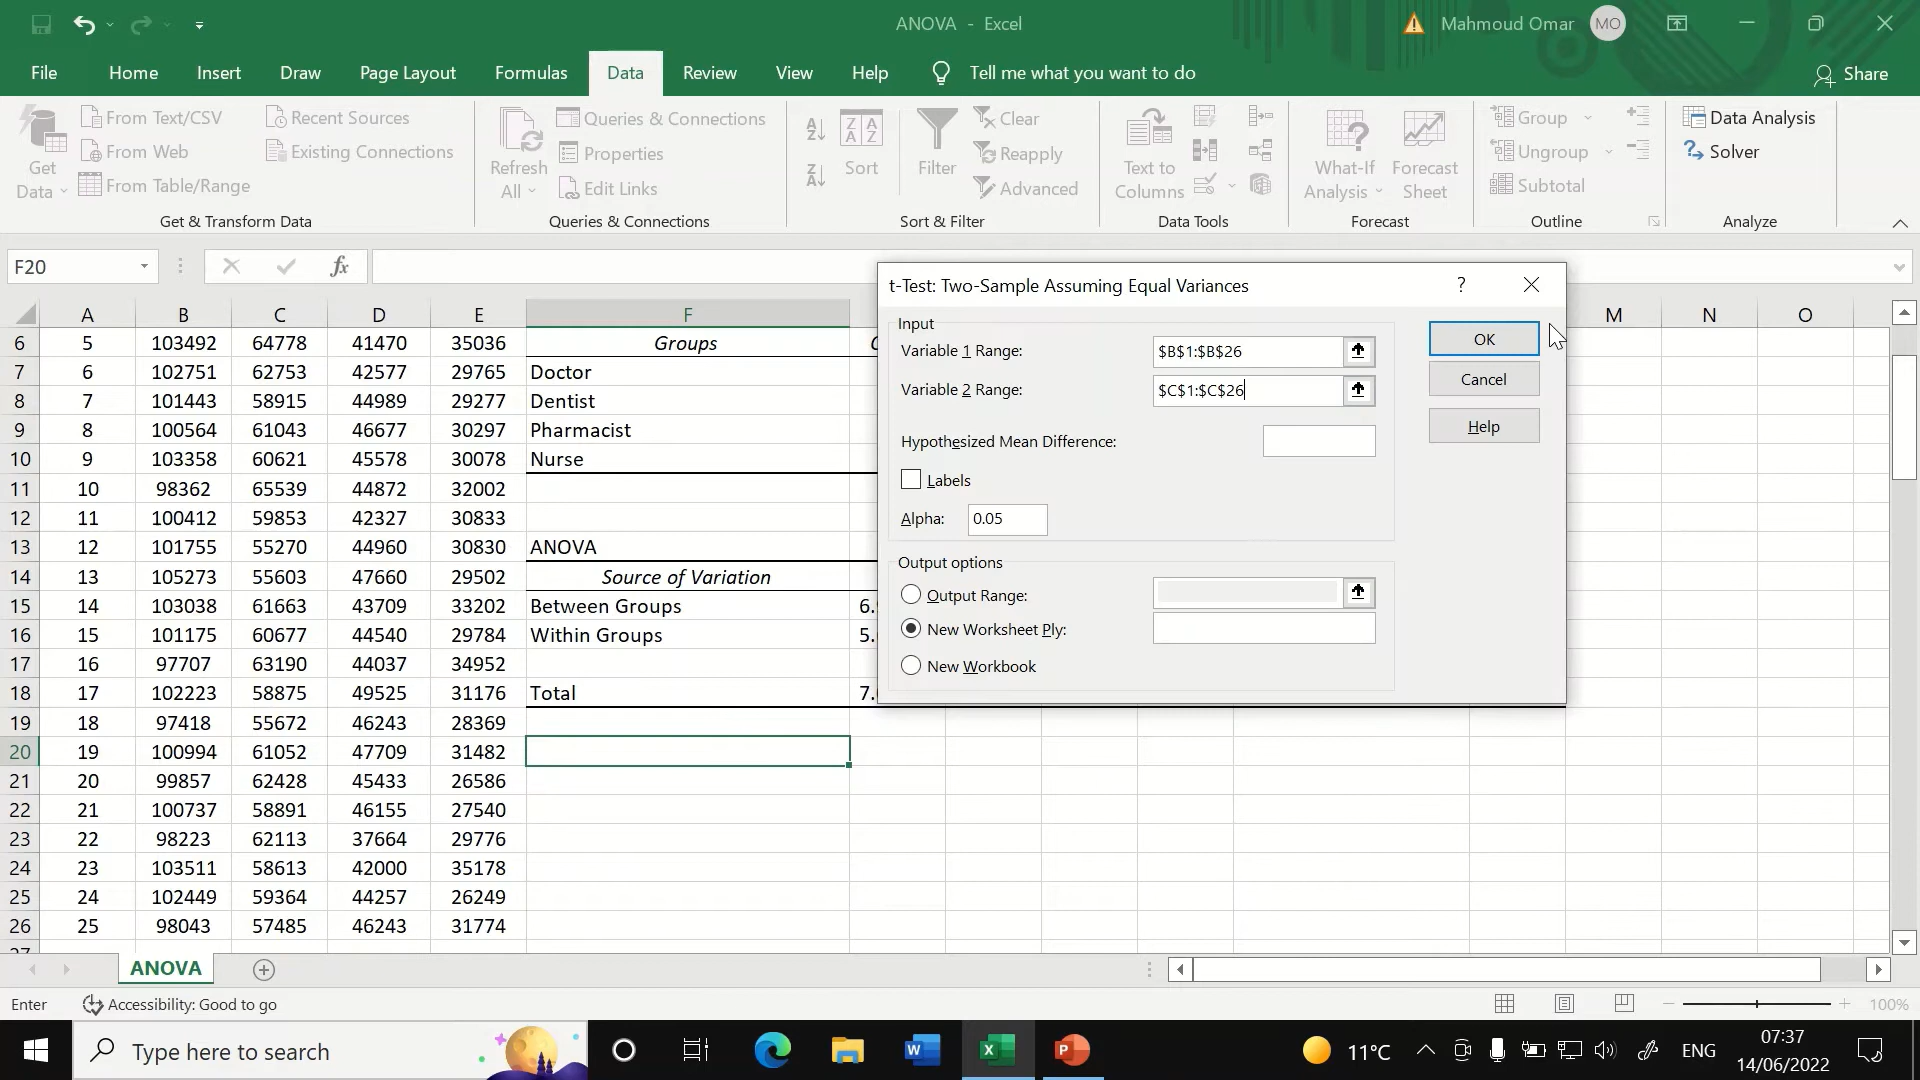 ANOVA - Excel
Mahmoud Omar MO
File Home Insert Draw Page Layout Formulas Data Review View Help Tell me what you want to do Share
Get Data
From Text/CSV
From Web
From Table/Range
Recent Sources
Existing Connections
Get & Transform Data
Refresh All
Queries & Connections
Properties
Edit Links
Queries & Connections
Sort
Filter
Clear
Reapply
Advanced
Sort & Filter
Text to Columns
Data Tools
What-If Analysis
Forecast Sheet
Forecast
Group
Ungroup
Subtotal
Outline
Data Analysis
Solver
Analyze
F20 fx
A B C D E F M N O
6 5 103492 64778 41470 35036 Groups
7 6 102751 62753 42577 29765 Doctor
8 7 101443 58915 44989 29277 Dentist
9 8 100564 61043 46677 30297 Pharmacist
10 9 103358 60621 45578 30078 Nurse
11 10 98362 65539 44872 32002
12 11 100412 59853 42327 30833
13 12 101755 55270 44960 30830 ANOVA
14 13 105273 55603 47660 29502 Source of Variation
15 14 103038 61663 43709 33202 Between Groups 6.
16 15 101175 60677 44540 29784 Within Groups 5.
17 16 97707 63190 44037 34952
18 17 102223 58875 49525 31176 Total 7.
19 18 97418 55672 46243 28369
20 19 100994 61052 47709 31482
21 20 99857 62428 45433 26586
22 21 100737 58891 46155 27540
23 22 98223 62113 37664 29776
24 23 103511 58613 42000 35178
25 24 102449 59364 44257 26249
26 25 98043 57485 46243 31774
t-Test: Two-Sample Assuming Equal Variances ?
Input
Variable 1 Range: $B$1:$B$26
Variable 2 Range: $C$1:$C$26
Hypothesized Mean Difference:
Labels
Alpha: 0.05
Output options
Output Range:
New Worksheet Ply:
New Workbook
OK
Cancel
Help
ANOVA
Enter Accessibility: Good to go 100%
Type here to search
11°C ENG
07:37
14/06/2022